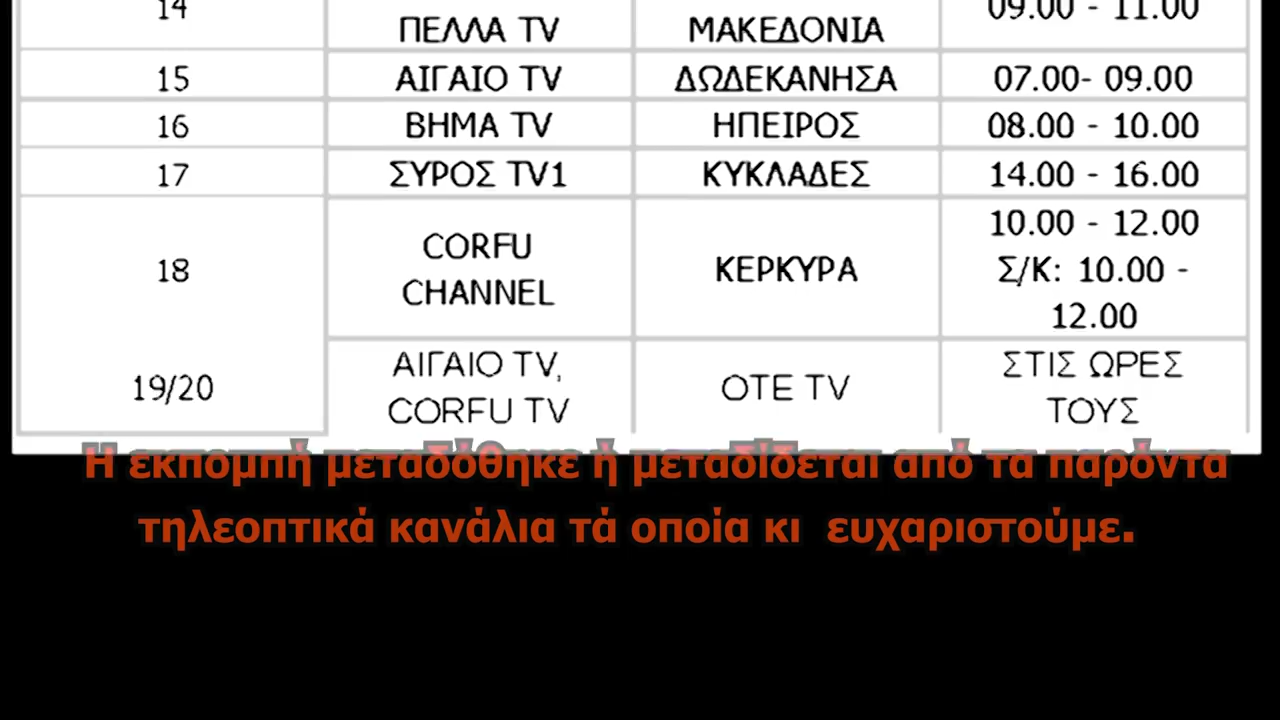 14 ΠΕΛΛΑ TV ΜΑΚΕΔΟΝΙΑ 09.00 - 11.00
15 ΑΙΓΑΙΟ TV ΔΩΔΕΚΑΝΗΣΑ 07.00- 09.00
16 ΒΗΜΑ TV ΗΠΕΙΡΟΣ 08.00 - 10.00
17 ΣΥΡΟΣ TV1 ΚΥΚΛΑΔΕΣ 14.00 - 16.00
18 CORFU CHANNEL ΚΕΡΚΥΡΑ 10.00 - 12.00 Σ/Κ: 10.00 - 12.00
19/20 ΑΙΓΑΙΟ TV, CORFU TV OTE TV ΣΤΙΣ ΩΡΕΣ ΤΟΥΣ
Η εκπομπή μεταδόθηκε ή μεταδίδεται από τα παρόντα
τηλεοπτικά κανάλια τά οποία κι  ευχαριστούμε.